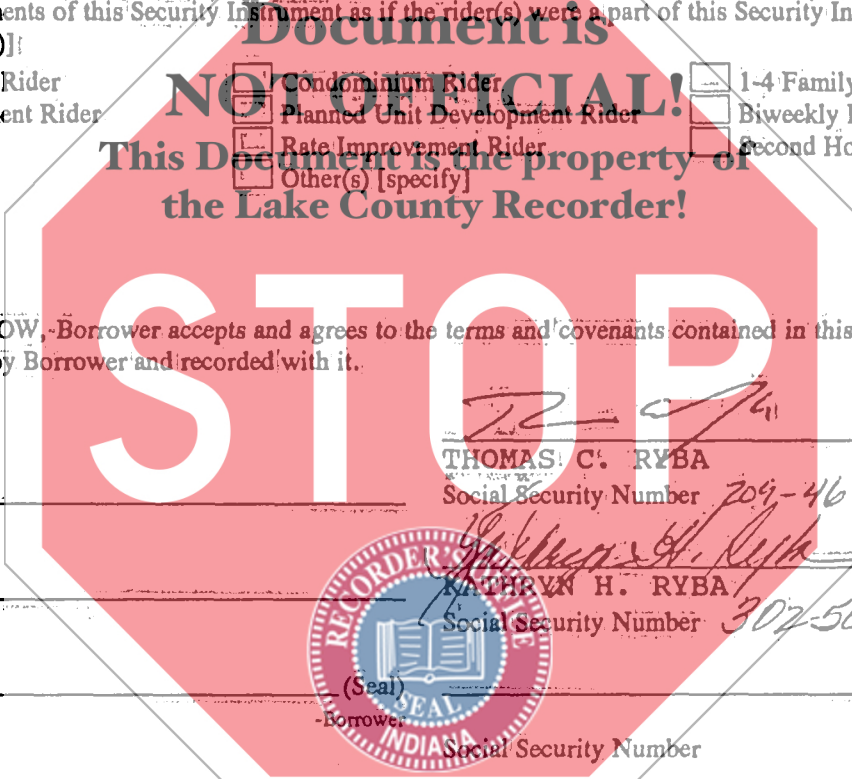 ents of this Security Instrument as if the rider(s) were a part of this Security In
Document is
)]
Rider Condominium Rider 1-4 Family
NOT OFFICIAL!
ent Rider Planned Unit Development Rider Biweekly
Rate Improvement Rider Second Ho
This Document is the property of
Other(s) [specify]
the Lake County Recorder!
STOP
OW, Borrower accepts and agrees to the terms and covenants contained in this
y Borrower and recorded with it.
THOMAS C. RYBA
Social Security Number 209-46
Kathryn H. Ryba
KATHRYN H. RYBA
Social Security Number 302-50
RECORDER'S OFFICE
SEAL
INDIANA
(Seal)
-Borrower
Social Security Number